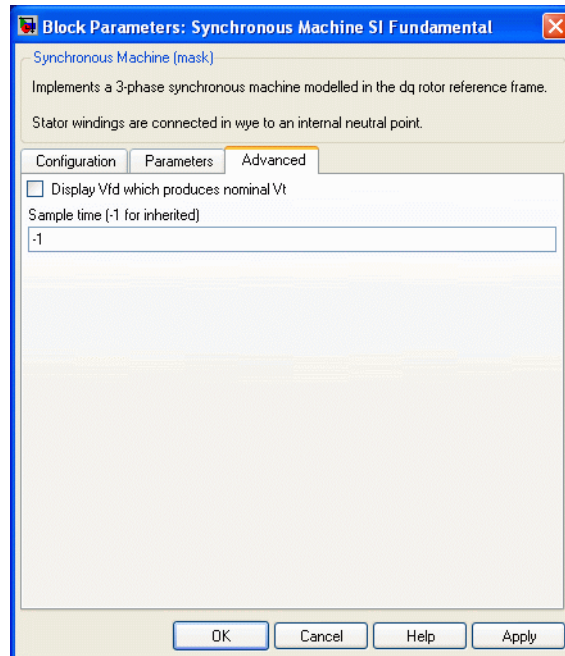 Block Parameters: Synchronous Machine SI Fundamental
Synchronous Machine (mask)
Implements a 3-phase synchronous machine modelled in the dq rotor reference frame.
Stator windings are connected in wye to an internal neutral point.
Configuration Parameters Advanced
Display Vfd which produces nominal Vt
Sample time (-1 for inherited)
-1
OK Cancel Help Apply